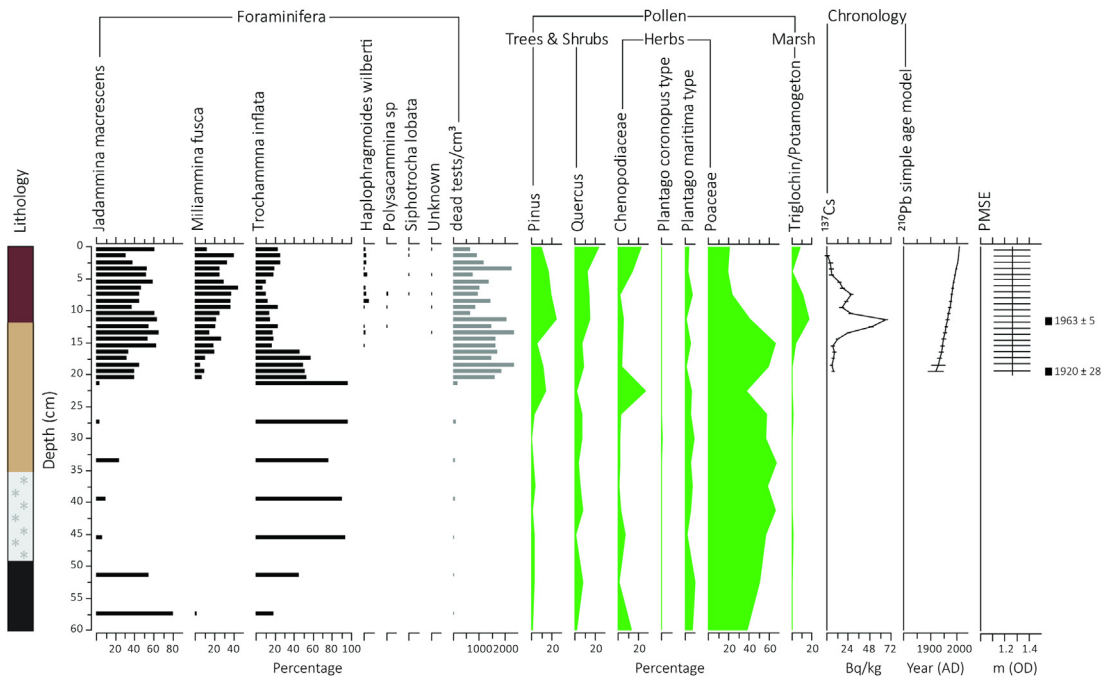 Foraminifera
Pollen
Chronology
Trees & Shrubs
Herbs
Marsh
Lithology
Depth (cm)
Jadammina macrescens
Miliammina fusca
Trochammna inflata
Haplophragmoides wilberti
Polysacammina sp
Siphotrocha lobata
Unknown
dead tests/cm³
Pinus
Quercus
Chenopodiaceae
Plantago coronopus type
Plantago maritima type
Poaceae
Triglochin/Potamogeton
¹³⁷Cs
²¹⁰Pb simple age model
PMSE
0
5
10
15
20
25
30
35
40
45
50
55
60
1963 ± 5
1920 ± 28
20 40 60 80
20 40
20 40 60 80 100
1000 2000
20
20
20
20 40 60
20
24 48 72
1900 2000
1.2 1.4
Percentage
Percentage
Bq/kg
Year (AD)
m (OD)